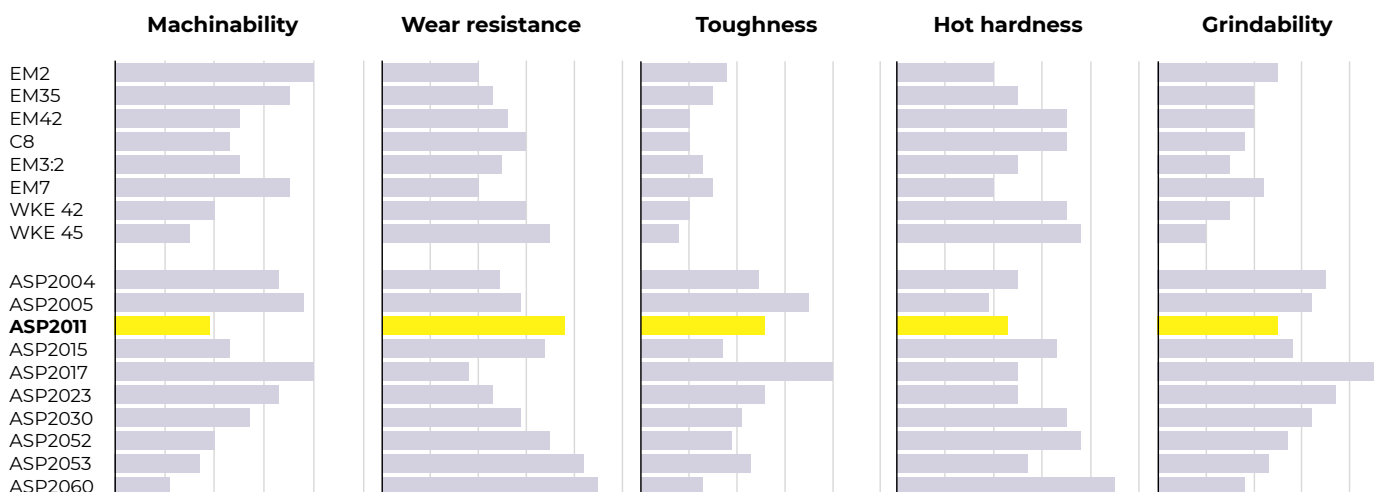 Machinability Wear resistance Toughness Hot hardness Grindability
EM2
EM35
EM42
C8
EM3:2
EM7
WKE 42
WKE 45
ASP2004
ASP2005
ASP2011
ASP2015
ASP2017
ASP2023
ASP2030
ASP2052
ASP2053
ASP2060